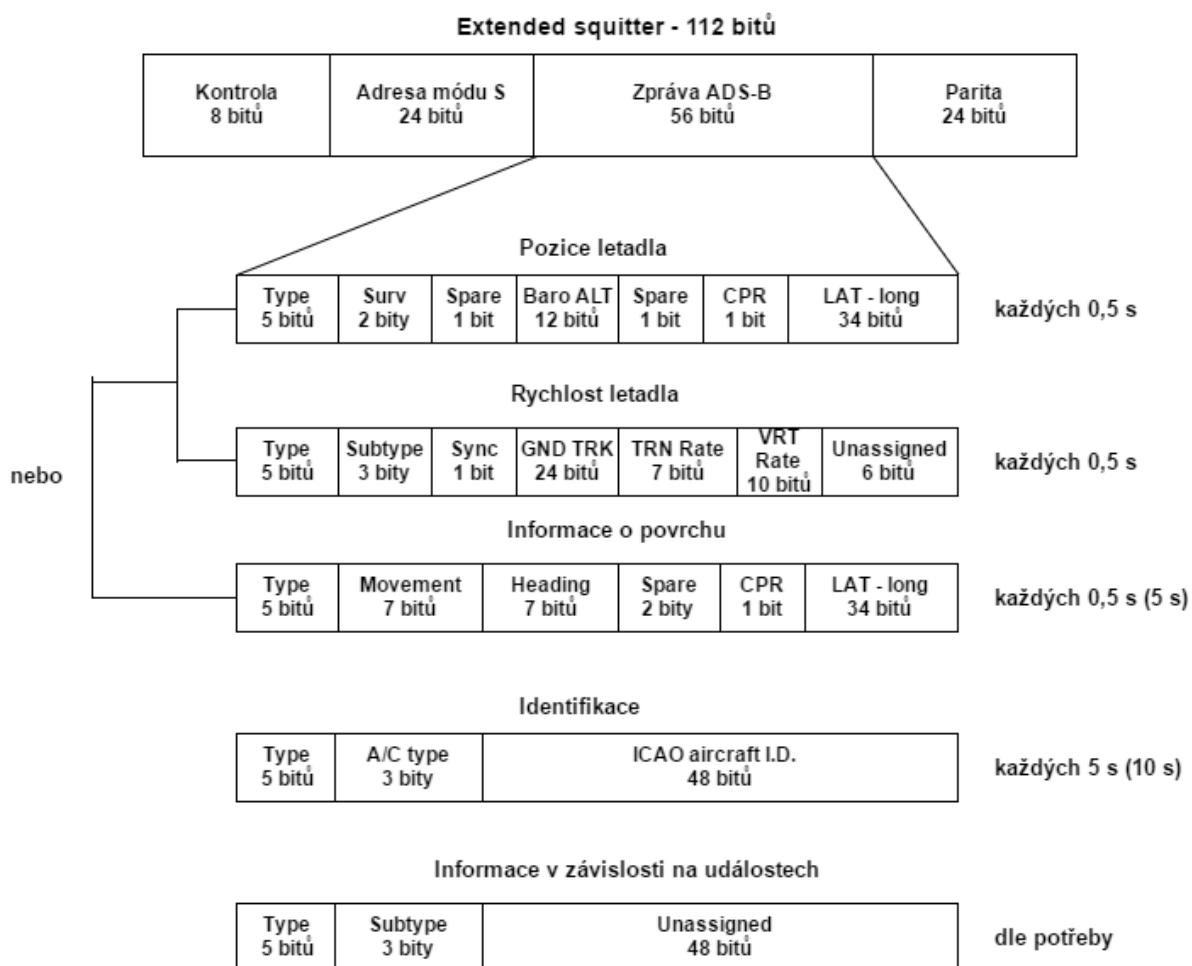 Extended squitter - 112 bitů
Kontrola
8 bitů
Adresa módu S
24 bitů
Zpráva ADS-B
56 bitů
Parita
24 bitů
Pozice letadla
Type
5 bitů
Surv
2 bity
Spare
1 bit
Baro ALT
12 bitů
Spare
1 bit
CPR
1 bit
LAT - long
34 bitů
každých 0,5 s
Rychlost letadla
nebo
Type
5 bitů
Subtype
3 bity
Sync
1 bit
GND TRK
24 bitů
TRN Rate
7 bitů
VRT
Rate
10 bitů
Unassigned
6 bitů
každých 0,5 s
Informace o povrchu
Type
5 bitů
Movement
7 bitů
Heading
7 bitů
Spare
2 bity
CPR
1 bit
LAT - long
34 bitů
každých 0,5 s (5 s)
Identifikace
Type
5 bitů
A/C type
3 bity
ICAO aircraft I.D.
48 bitů
každých 5 s (10 s)
Informace v závislosti na událostech
Type
5 bitů
Subtype
3 bity
Unassigned
48 bitů
dle potřeby